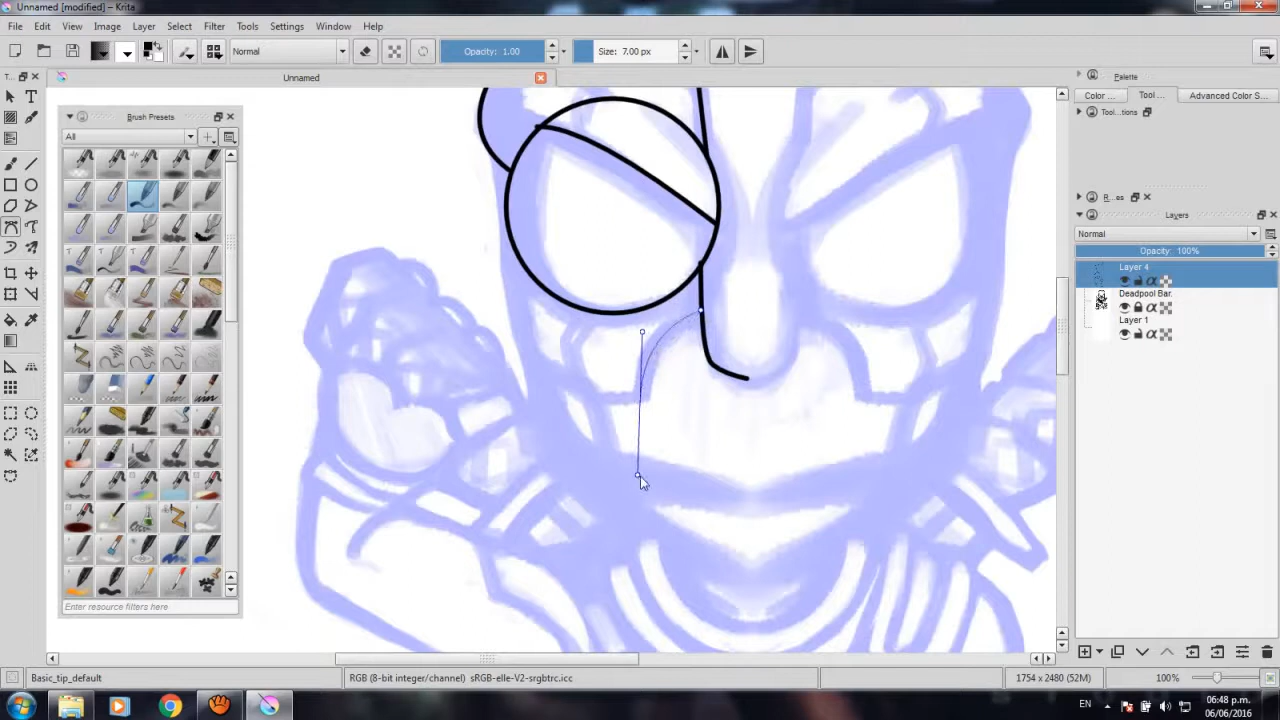 Unnamed [modified] – Krita
File Edit View Image Layer Select Filter Tools Settings Window Help
Normal Opacity: 1.00 Size: 7.00 px
T... Unnamed Palette
Color ... Tool ... Advanced Color S...
Brush Presets Tool...tions
All
R...es
Layers
Normal
Opacity: 100%
Layer 4
Deadpool Bar.
Layer 1
Enter resource filters here
Basic_tip_default RGB (8-bit integer/channel) sRGB-elle-V2-srgbtrc.icc 1754 x 2480 (52M) 100%
EN 06:48 p.m.
06/06/2016